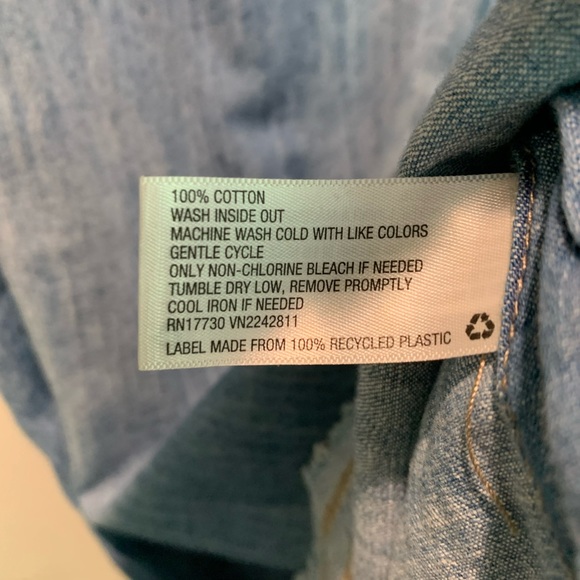 100% COTTON
WASH INSIDE OUT
MACHINE WASH COLD WITH LIKE COLORS
GENTLE CYCLE
ONLY NON-CHLORINE BLEACH IF NEEDED
TUMBLE DRY LOW, REMOVE PROMPTLY
COOL IRON IF NEEDED
RN17730 VN2242811
LABEL MADE FROM 100% RECYCLED PLASTIC